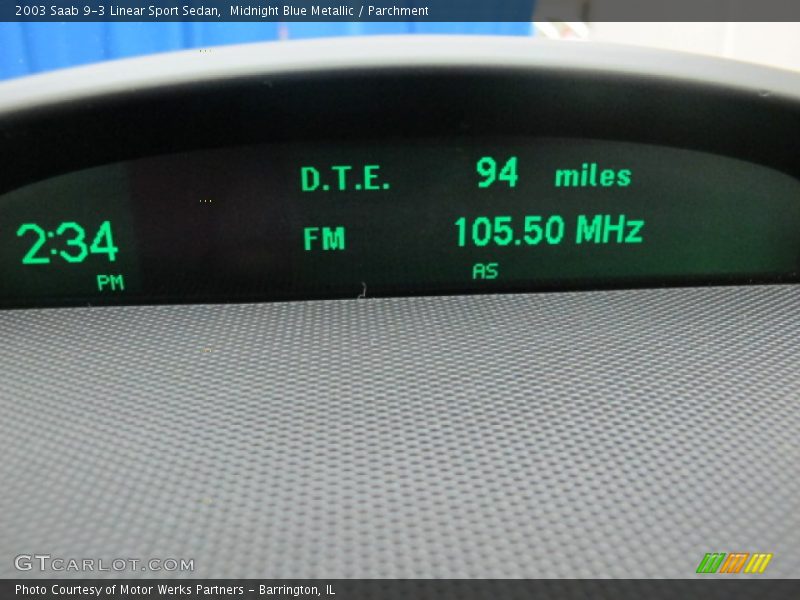 2003 Saab 9-3 Linear Sport Sedan,  Midnight Blue Metallic / Parchment
D.T.E. 94 miles
2:34 FM 105.50 MHz
PM AS
GTCARLOT.COM
Photo Courtesy of Motor Werks Partners - Barrington, IL